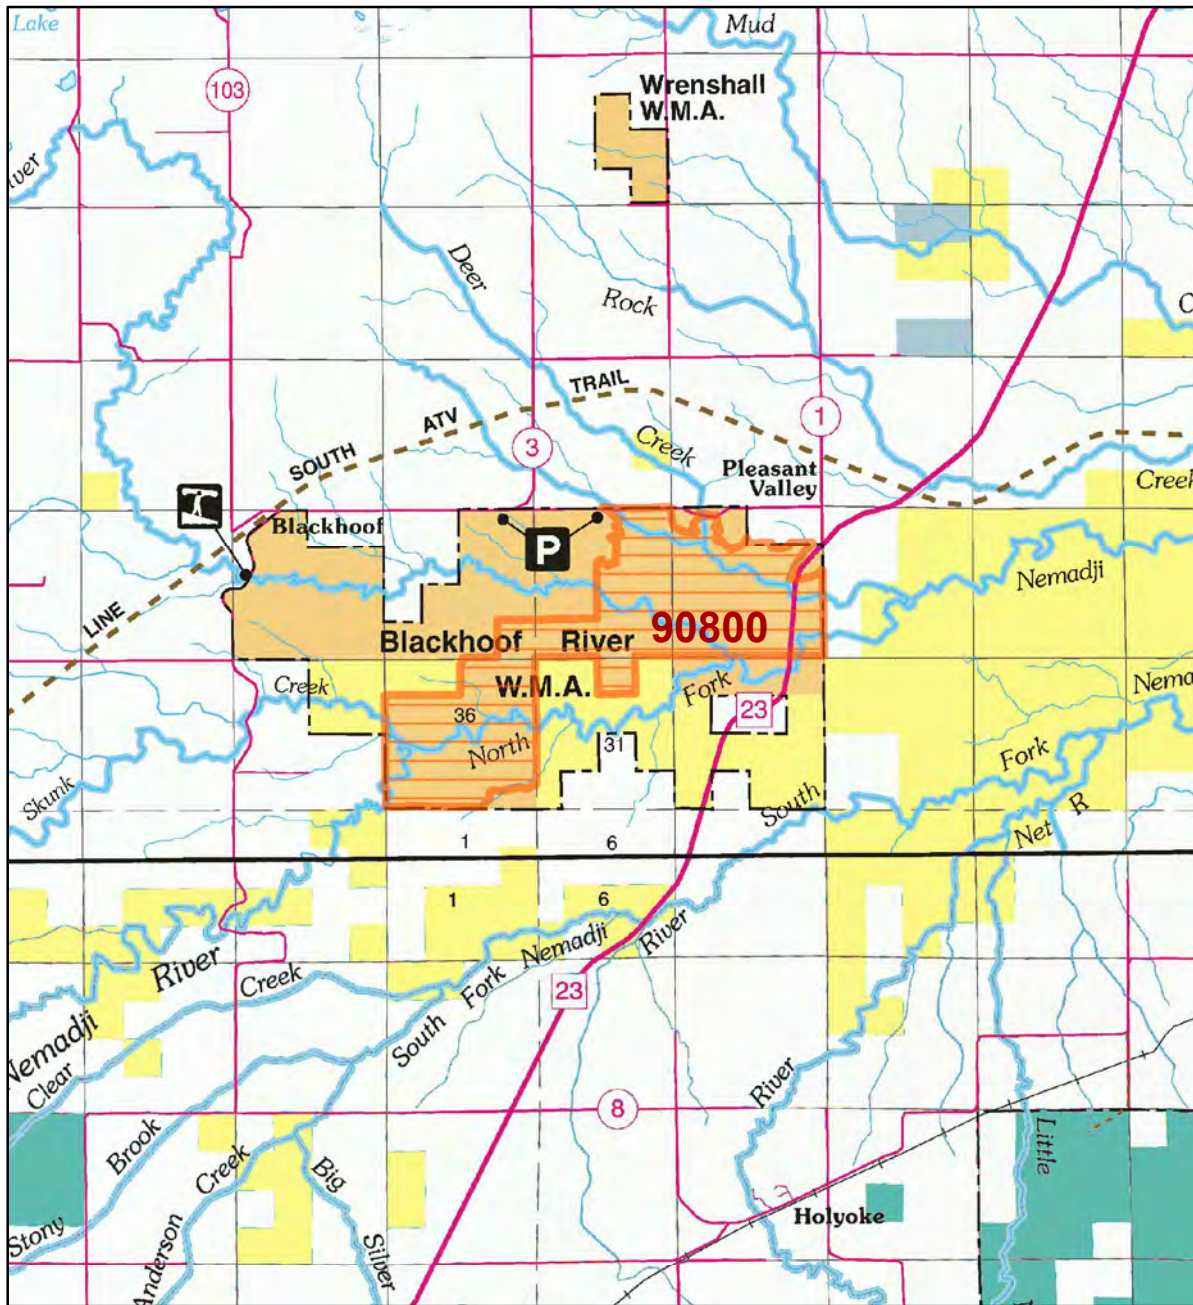 Lake
Mud
Wrenshall
W.M.A.
103
iver
Deer
Rock
C
TRAIL
ATV
SOUTH
LINE
3
1
Creek
Pleasant
Valley
Creek
Blackhoof
P
Nemadji
Blackhoof River
W.M.A.
90800
Creek
Fork
Nema
36
23
North
31
Fork
Skunk
South
Net R
1
6
1
6
River
Nemadji
River
Creek
Fork
23
South
Nemadji
Clear
River
8
Brook
Creek
Big
Little
Holyoke
Stony
Anderson
Silver